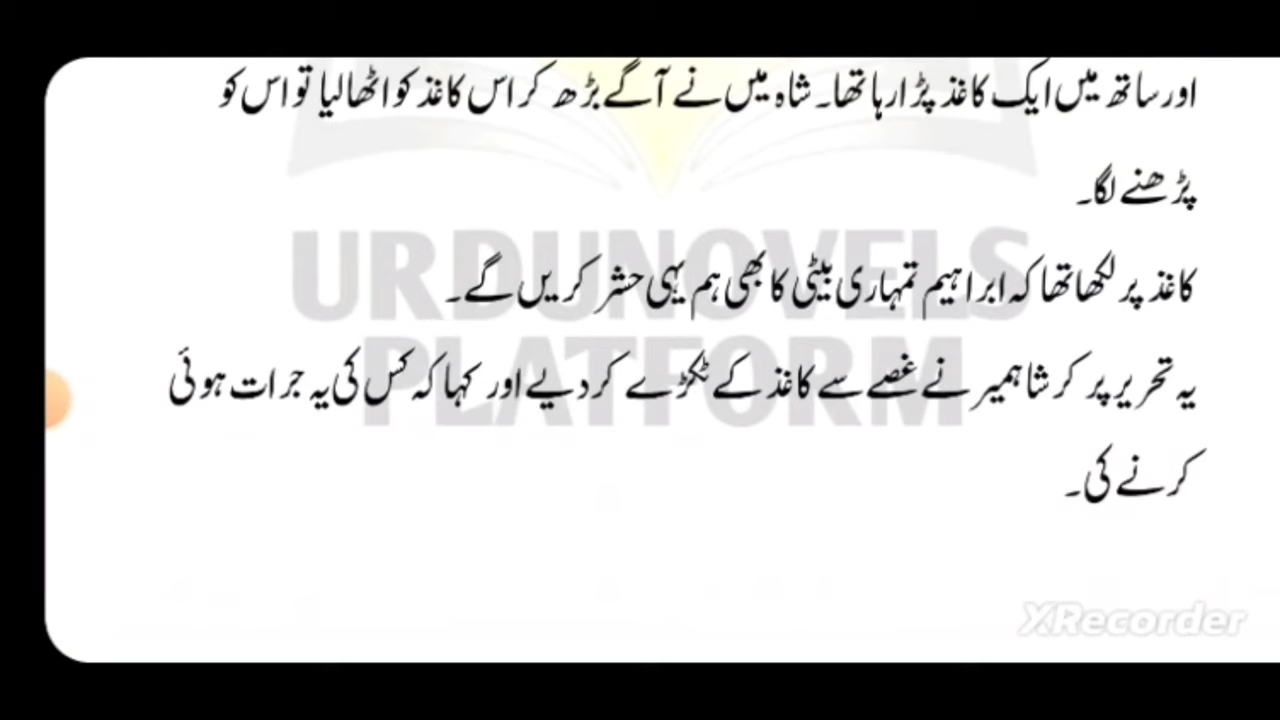 اور ساتھ میں ایک کاغذ پڑا رہا تھا۔ شاہ میں نے آگے بڑھ کر اس کاغذ کو اٹھا لیا تو اس کو
پڑھنے لگا۔
کاغذ پر لکھا تھا کہ ابراہیم تمہاری بیٹی کا بھی ہم یہی حشر کریں گے۔
یہ تحریر پر کر شاہمیر نے غصے سے کاغذ کے ٹکڑے کر دیے اور کہا کہ کس کی یہ جرات ہوئی
کرنے کی۔
URDUNOVELS
PLATFORM
XRecorder